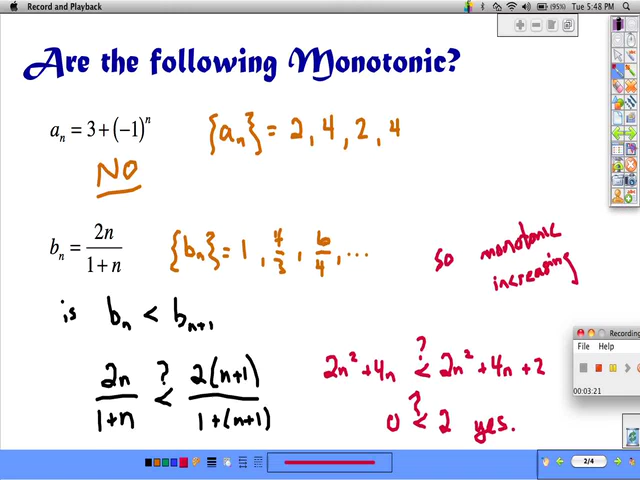 Record and Playback
(95%) Tue 5:48 PM
Are the following Monotonic?
aₙ = 3 + (−1)ⁿ
{aₙ} = 2, 4, 2, 4
NO
bₙ = 2n/(1+n)
{bₙ} = 1, 4/3, 6/4, ...
so monotonic
increasing
is bₙ < bₙ₊₁
2n/(1+n) ?< 2(n+1)/(1+(n+1))
2n² + 4n ?< 2n² + 4n + 2
0 ?< 2 yes.
Recording
File Help
00:03:21
2/4